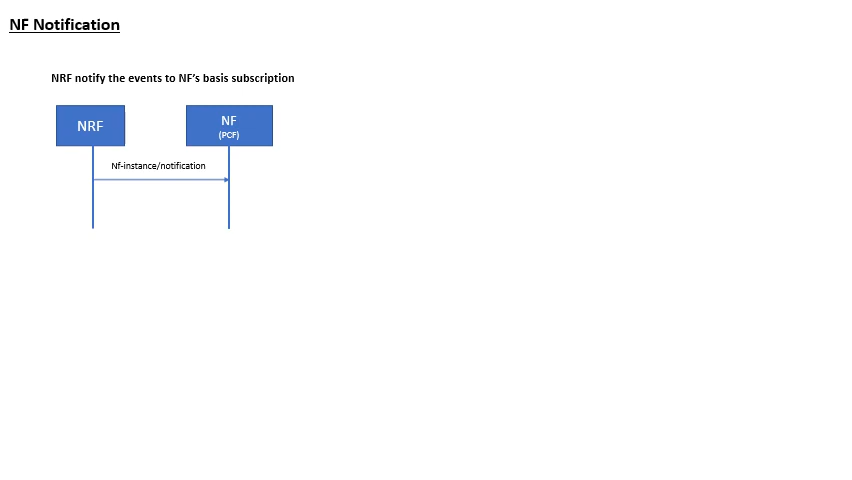 NF Notification
NRF notify the events to NF’s basis subscription
NRF
NF
(PCF)
Nf-instance/notification